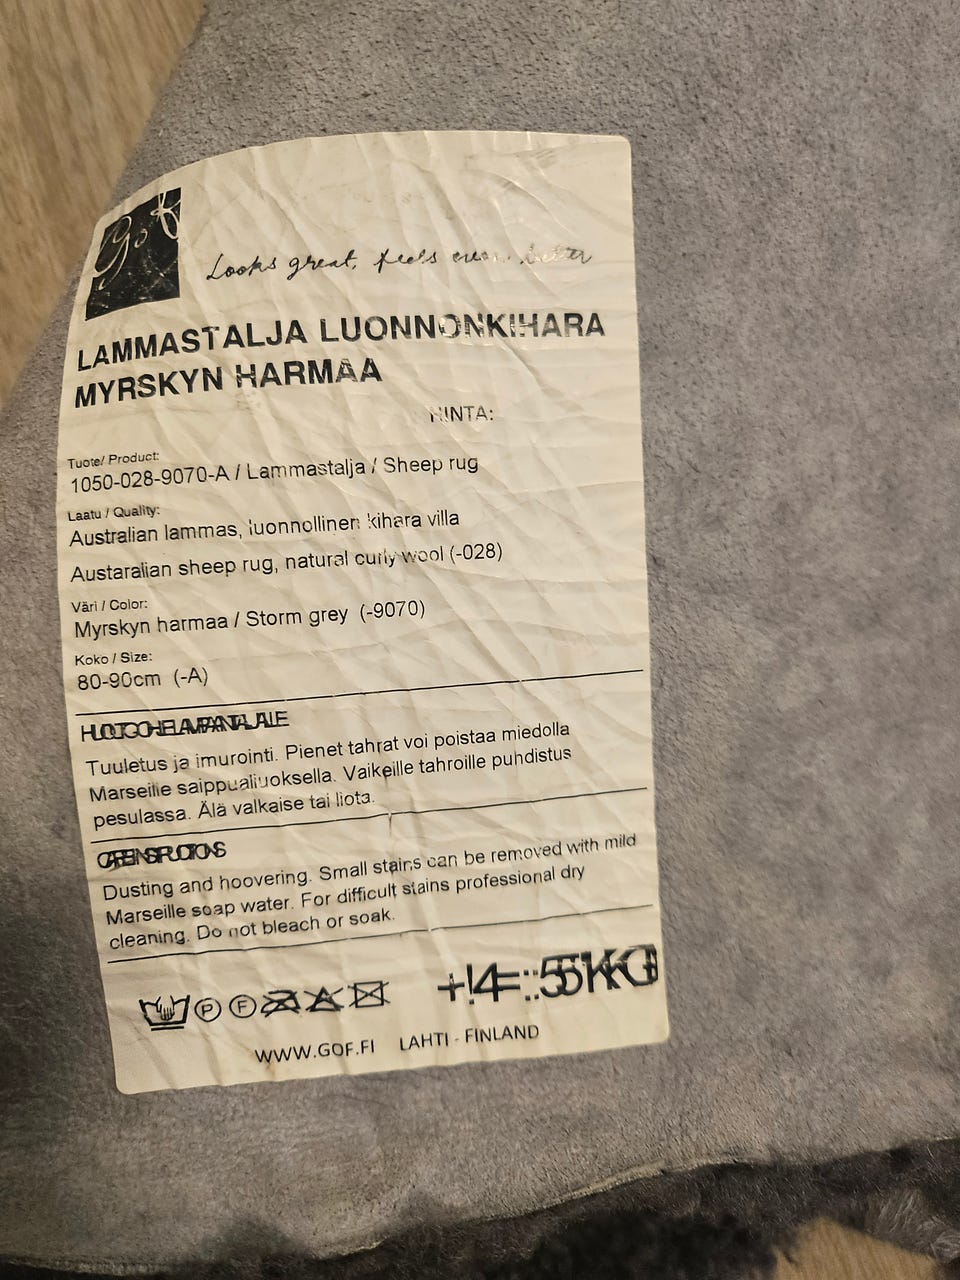 Gof
Looks great, feels even better
LAMMASTALJA LUONNONKIHARA
MYRSKYN HARMAA
HINTA:
Tuote/ Product:
1050-028-9070-A / Lammastalja / Sheep rug
Laatu / Quality:
Australian lammas, luonnollinen kihara villa
Austaralian sheep rug, natural curly wool (-028)
Väri / Color:
Myrskyn harmaa / Storm grey (-9070)
Koko / Size:
80-90cm (-A)
Tuuletus ja imurointi. Pienet tahrat voi poistaa miedolla
Marseille saippualiuoksella. Vaikeille tahroille puhdistus
pesulassa. Älä valkaise tai liota.
CARE INSTRUCTIONS
Dusting and hoovering. Small stains can be removed with mild
Marseille soap water. For difficult stains professional dry
cleaning. Do not bleach or soak.
P F
WWW.GOF.FI LAHTI - FINLAND